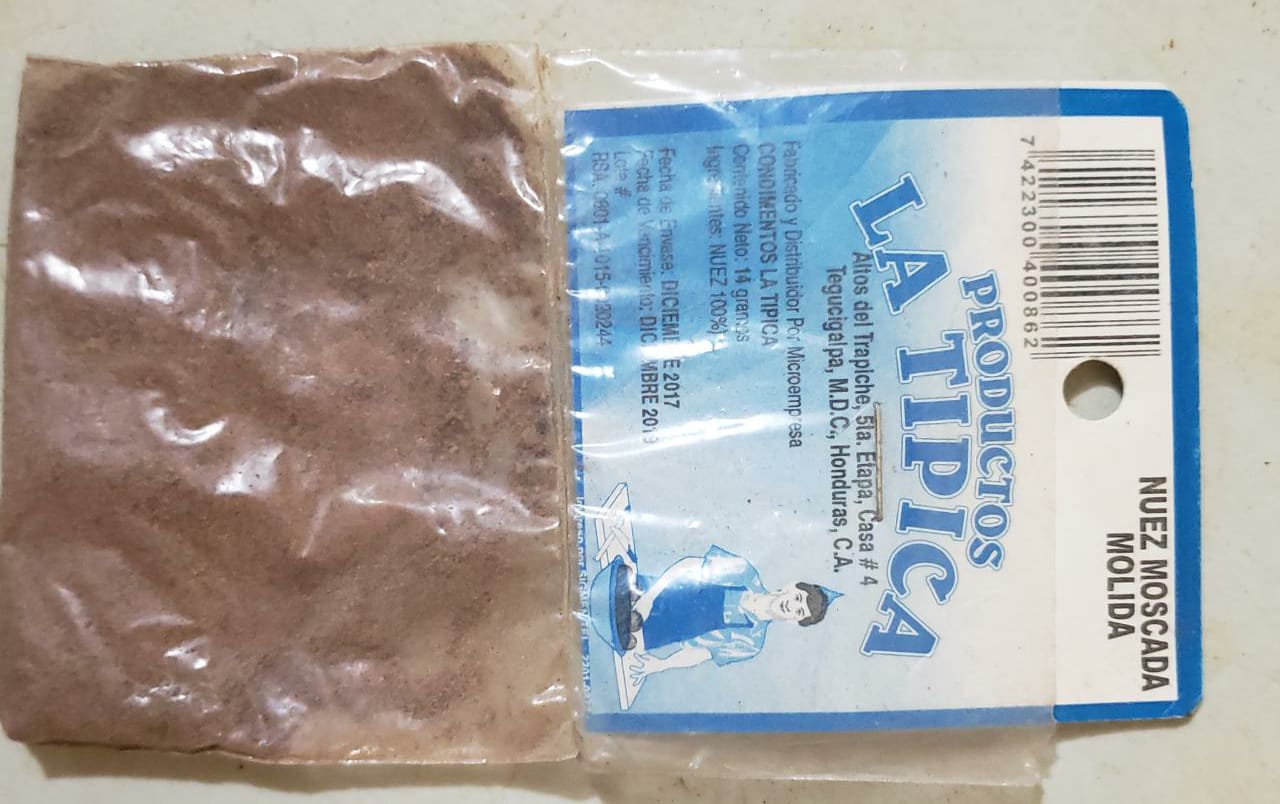 7 422300 400862
NUEZ MOSCADA
MOLIDA
PRODUCTOS
LA TIPICA
Altos del Trapiche, 5ta. Etapa, Casa # 4
Tegucigalpa, M.D.C., Honduras, C.A.
Fabricado y Distribuidor Por Microempresa
CONDIMENTOS LA TIPICA
Contenido Neto: 14 gramos
Ingredientes: NUEZ 100%
Fecha de Envase: DICIEMBRE 2017
Fecha de Vencimiento: DICIEMBRE
Lote #